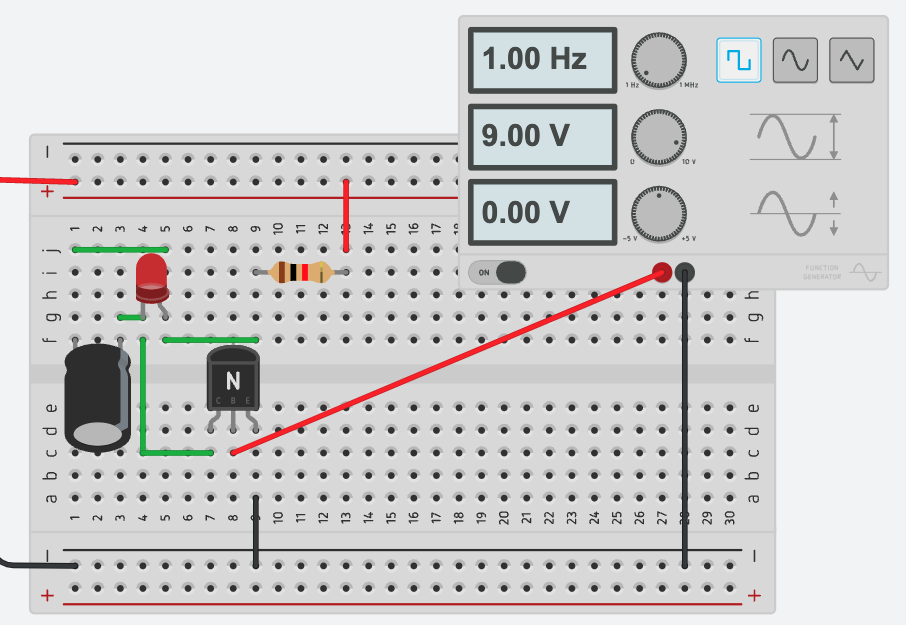 1.00 Hz
1 Hz 1 MHz
9.00 V
0 10 V
0.00 V
-5 V +5 V
ON
FUNCTION
GENERATOR
− 
+
1 2 3 4 5 6 7 8 9 10 11 12 13 14 15 16 17 18
j
i
h h
g g
f f
N
C B E
e e
d d
c c
b b
a a
1 2 3 4 5 6 7 8 9 10 11 12 13 14 15 16 17 18 19 20 21 22 23 24 25 26 27 28 29 30
− −
+ +